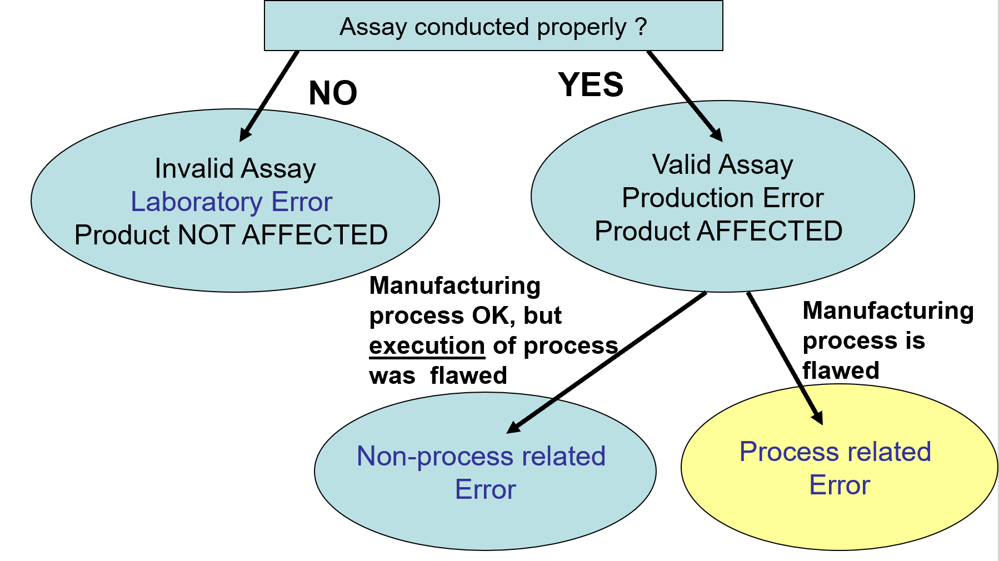 Assay conducted properly ?
NO
YES
Invalid Assay
Laboratory Error
Product NOT AFFECTED
Valid Assay
Production Error
Product AFFECTED
Manufacturing
process OK, but
execution of process
was flawed
Manufacturing
process is
flawed
Non-process related
Error
Process related
Error